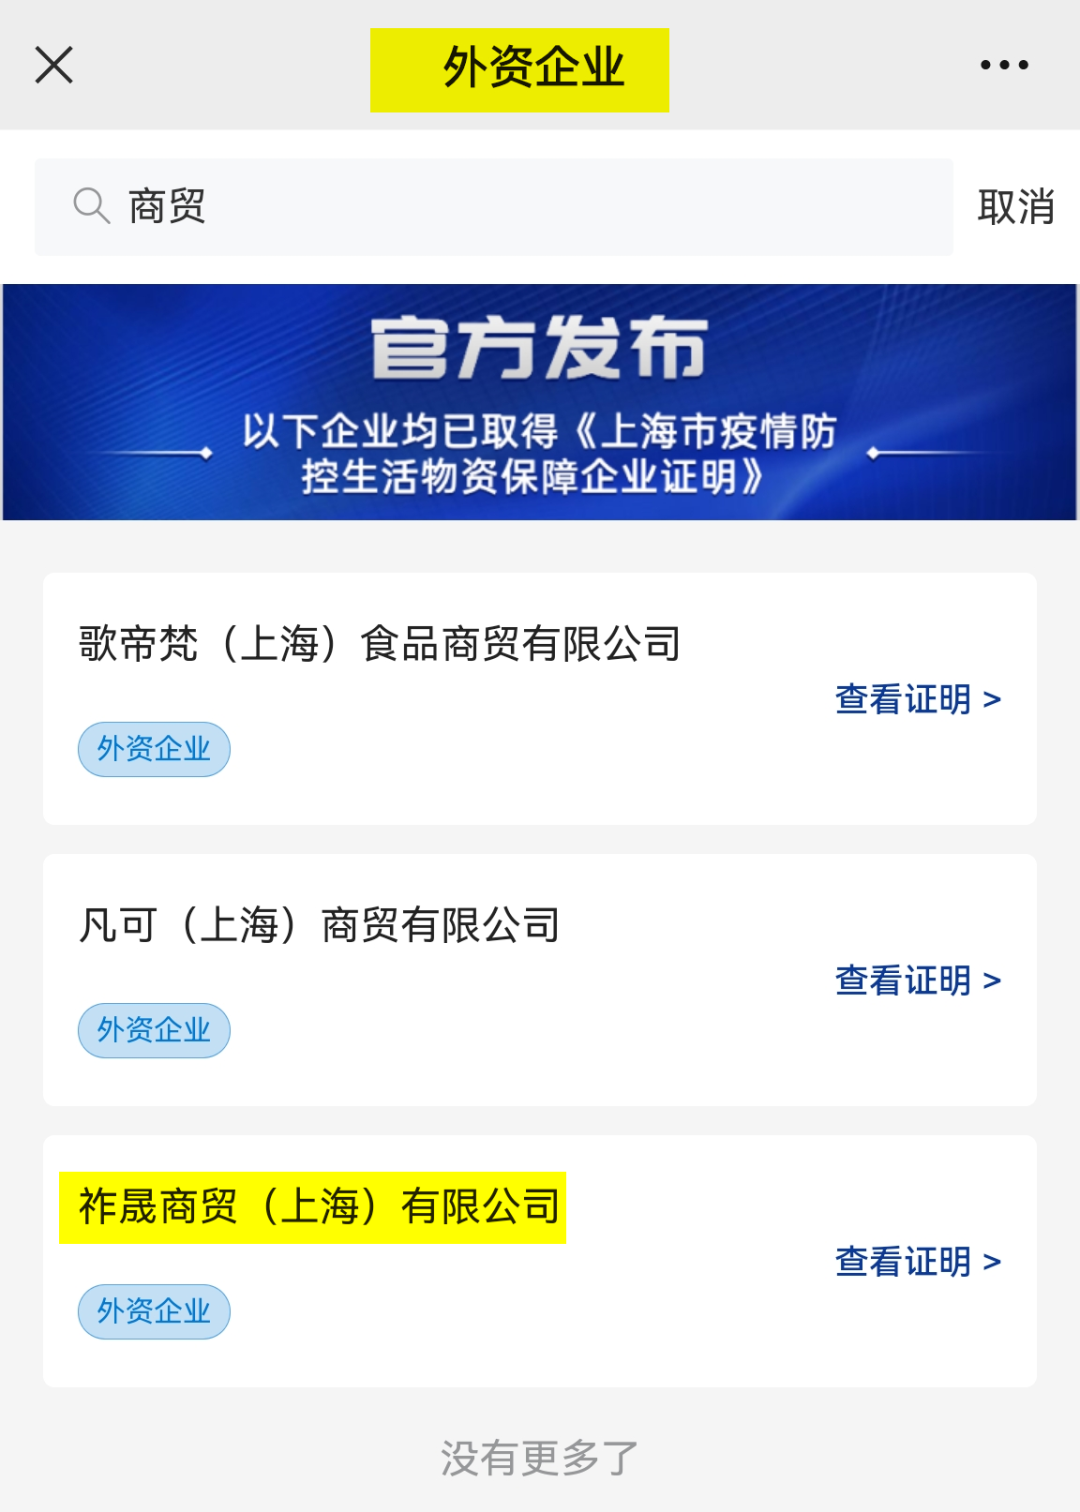 外资企业
商贸
取消
官方发布
以下企业均已取得《上海市疫情防
控生活物资保障企业证明》
歌帝梵（上海）食品商贸有限公司
查看证明 >
外资企业
凡可（上海）商贸有限公司
查看证明 >
外资企业
祚晟商贸（上海）有限公司
查看证明 >
外资企业
没有更多了